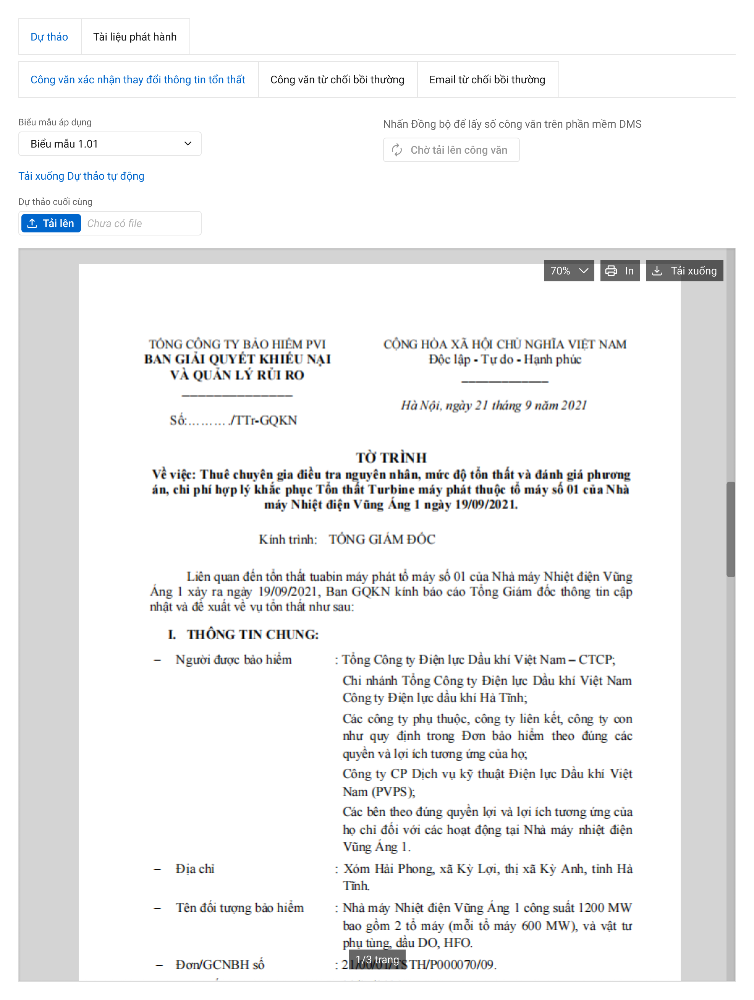 Dự thảo
Tài liệu phát hành
Công văn xác nhận thay đổi thông tin tổn thất
Công văn từ chối bồi thường
Email từ chối bồi thường
Biểu mẫu áp dụng
Biểu mẫu 1.01
Nhấn Đồng bộ để lấy số công văn trên phần mềm DMS
Chờ tải lên công văn
Tải xuống Dự thảo tự động
Dự thảo cuối cùng
Tải lên
Chưa có file
70%
In
Tải xuống
TỔNG CÔNG TY BẢO HIỂM PVI
BAN GIẢI QUYẾT KHIẾU NẠI
VÀ QUẢN LÝ RỦI RO
Số:………./TTr-GQKN
CỘNG HÒA XÃ HỘI CHỦ NGHĨA VIỆT NAM
Độc lập - Tự do - Hạnh phúc
Hà Nội, ngày 21 tháng 9 năm 2021
TỜ TRÌNH
Về việc: Thuê chuyên gia điều tra nguyên nhân, mức độ tổn thất và đánh giá phương
án, chi phí hợp lý khắc phục Tổn thất Turbine máy phát thuộc tổ máy số 01 của Nhà
máy Nhiệt điện Vũng Áng 1 ngày 19/09/2021.
Kính trình: TỔNG GIÁM ĐỐC
Liên quan đến tổn thất tuabin máy phát tổ máy số 01 của Nhà máy Nhiệt điện Vũng
Áng 1 xảy ra ngày 19/09/2021, Ban GQKN kính báo cáo Tổng Giám đốc thông tin cập
nhật và đề xuất về vụ tổn thất như sau:
I. THÔNG TIN CHUNG:
– Người được bảo hiểm : Tổng Công ty Điện lực Dầu khí Việt Nam – CTCP;
Chi nhánh Tổng Công ty Điện lực Dầu khí Việt Nam
Công ty Điện lực dầu khí Hà Tĩnh;
Các công ty phụ thuộc, công ty liên kết, công ty con
như quy định trong Đơn bảo hiểm theo đúng các
quyền và lợi ích tương ứng của họ;
Công ty CP Dịch vụ kỹ thuật Điện lực Dầu khí Việt
Nam (PVPS);
Các bên theo đúng quyền lợi và lợi ích tương ứng của
họ chỉ đối với các hoạt động tại Nhà máy nhiệt điện
Vũng Áng 1.
– Địa chỉ : Xóm Hải Phong, xã Kỳ Lợi, thị xã Kỳ Anh, tỉnh Hà
Tĩnh.
– Tên đối tượng bảo hiểm : Nhà máy Nhiệt điện Vũng Áng 1 công suất 1200 MW
bao gồm 2 tổ máy (mỗi tổ máy 600 MW), và vật tư
phụ tùng, dầu DO, HFO.
1/3 trang
– Đơn/GCNBH số : 21/00/01/TSTH/P000070/09.